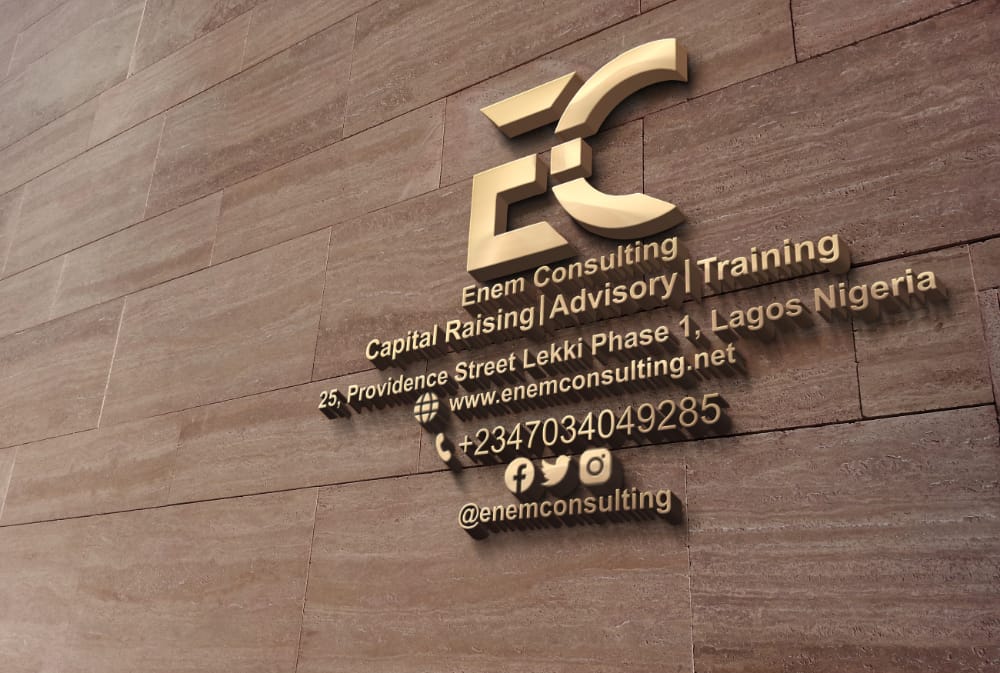 EC
Enem Consulting
Capital Raising|Advisory|Training
25, Providence Street Lekki Phase 1, Lagos Nigeria
www.enemconsulting.net
+2347034049285
@enemconsulting